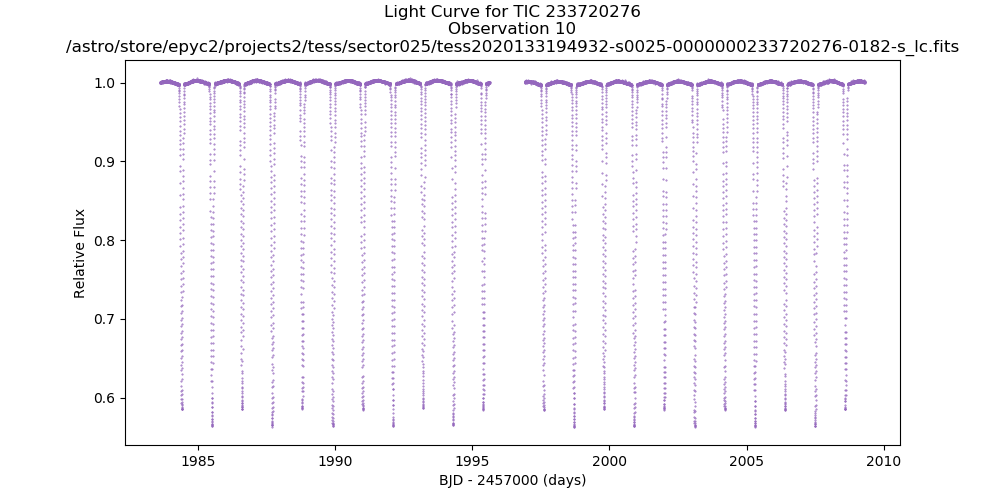 Light Curve for TIC 233720276
Observation 10
/astro/store/epyc2/projects2/tess/sector025/tess2020133194932-s0025-0000000233720276-0182-s_lc.fits
1.0
0.9
0.8
0.7
0.6
Relative Flux
1985
1990
1995
2000
2005
2010
BJD - 2457000 (days)